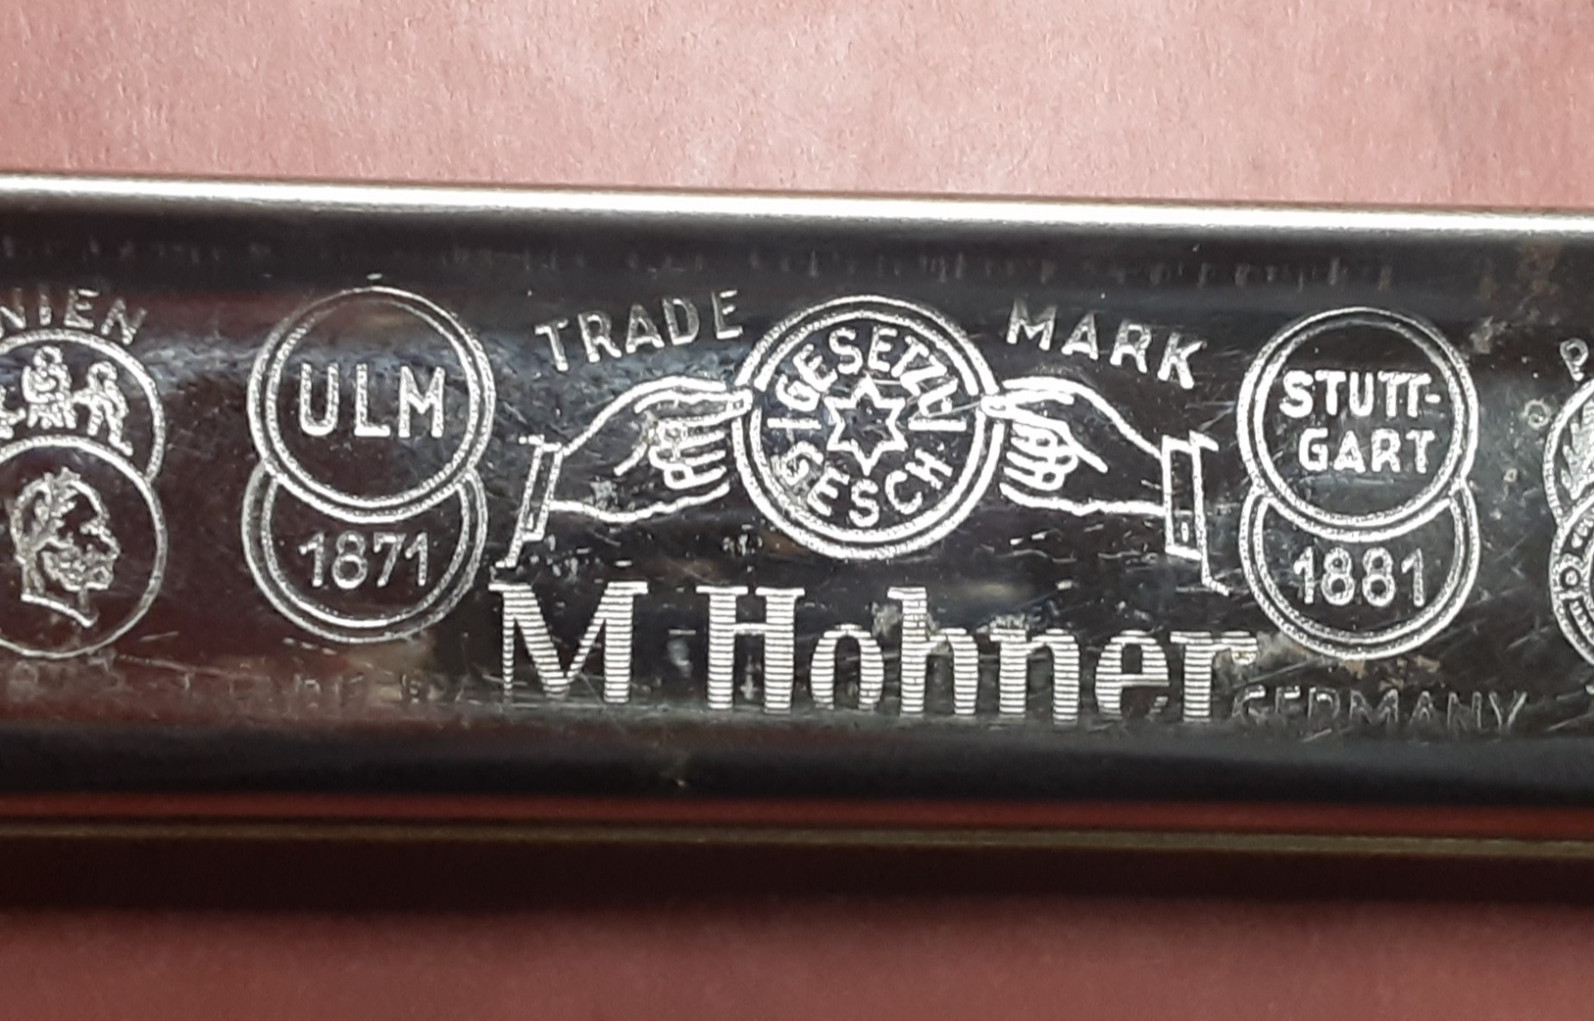 NIEN
ULM
1871
TRADE MARK
GESETZL
GESCH.
STUTT-
GART
1881
M Hohner
GERMANY